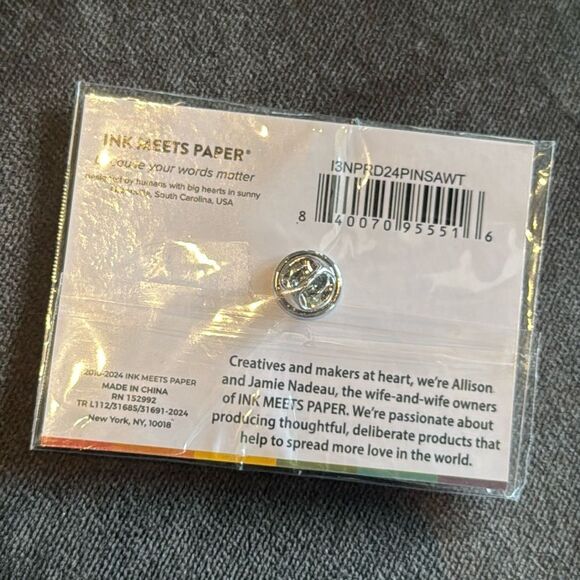 INK MEETS PAPER®
Because your words matter
designed by humans with big hearts in sunny
South Carolina, USA
I3NPRD24PINSAWT
8 40070 95551 6
2010-2024 INK MEETS PAPER
MADE IN CHINA
RN 152992
TR L112/31685/31691-2024
New York, NY, 10018
Creatives and makers at heart, we're Allison
and Jamie Nadeau, the wife-and-wife owners
of INK MEETS PAPER. We're passionate about
producing thoughtful, deliberate products that
help to spread more love in the world.